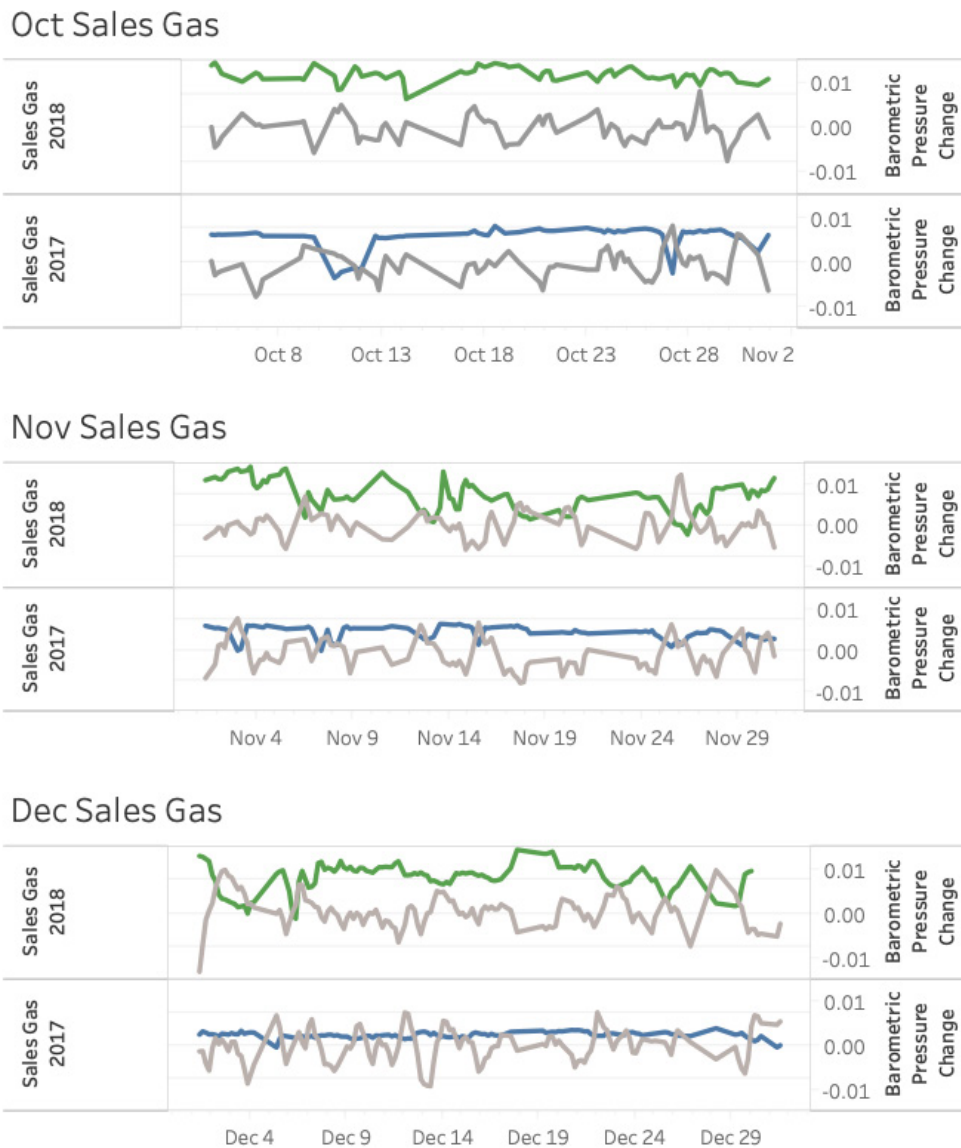 Oct Sales Gas
Sales Gas
2018
0.01
0.00
-0.01
Barometric
Pressure
Change
Sales Gas
2017
0.01
0.00
-0.01
Barometric
Pressure
Change
Oct 8 Oct 13 Oct 18 Oct 23 Oct 28 Nov 2
Nov Sales Gas
Sales Gas
2018
0.01
0.00
-0.01
Barometric
Pressure
Change
Sales Gas
2017
0.01
0.00
-0.01
Barometric
Pressure
Change
Nov 4 Nov 9 Nov 14 Nov 19 Nov 24 Nov 29
Dec Sales Gas
Sales Gas
2018
0.01
0.00
-0.01
Barometric
Pressure
Change
Sales Gas
2017
0.01
0.00
-0.01
Barometric
Pressure
Change
Dec 4 Dec 9 Dec 14 Dec 19 Dec 24 Dec 29